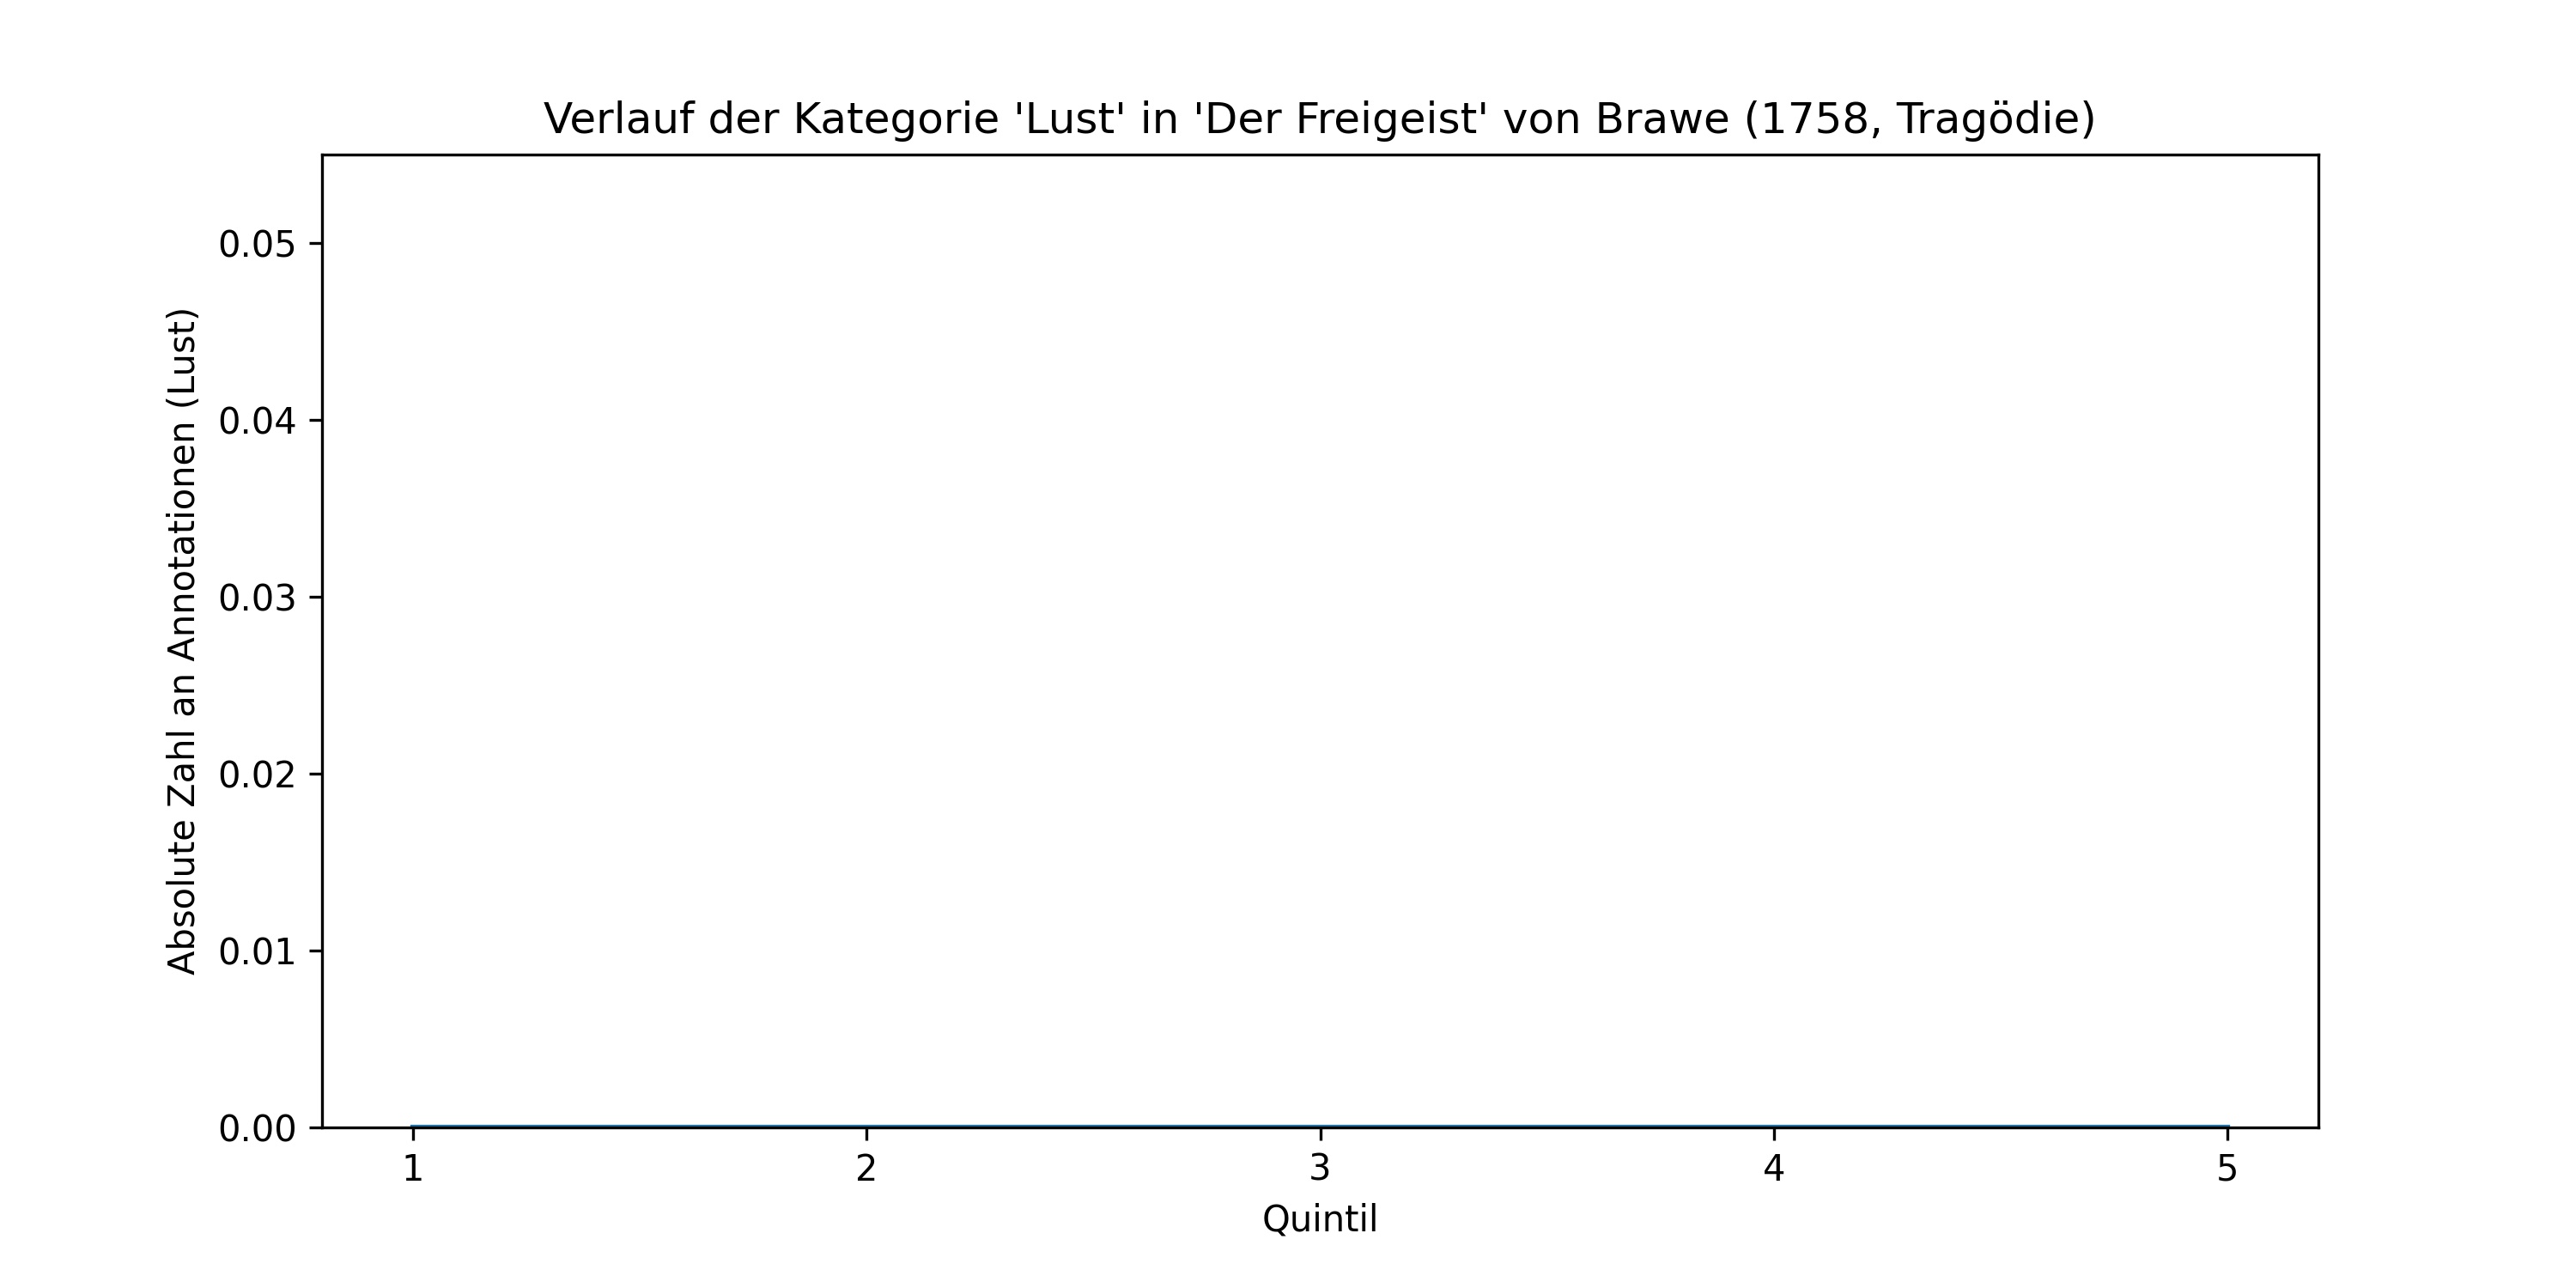 Verlauf der Kategorie 'Lust' in 'Der Freigeist' von Brawe (1758, Tragödie)
Absolute Zahl an Annotationen (Lust)
0.05
0.04
0.03
0.02
0.01
0.00
1 2 3 4 5
Quintil